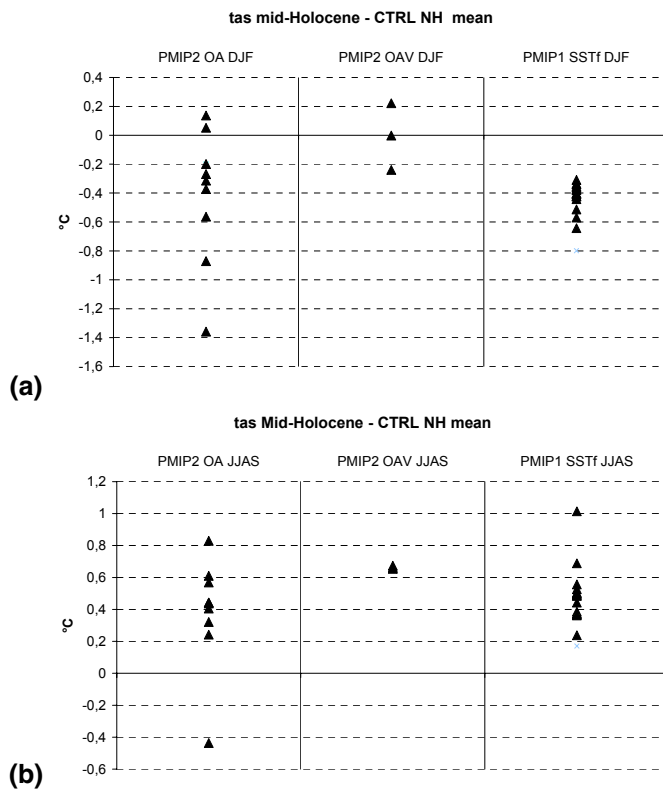 tas mid-Holocene - CTRL NH mean
PMIP2 OA DJF PMIP2 OAV DJF PMIP1 SSTf DJF
0,4
0,2
0
-0,2
-0,4
-0,6
-0,8
-1
-1,2
-1,4
-1,6
°C
(a)
tas Mid-Holocene - CTRL NH mean
PMIP2 OA JJAS PMIP2 OAV JJAS PMIP1 SSTf JJAS
1,2
1
0,8
0,6
0,4
0,2
0
-0,2
-0,4
-0,6
°C
(b)